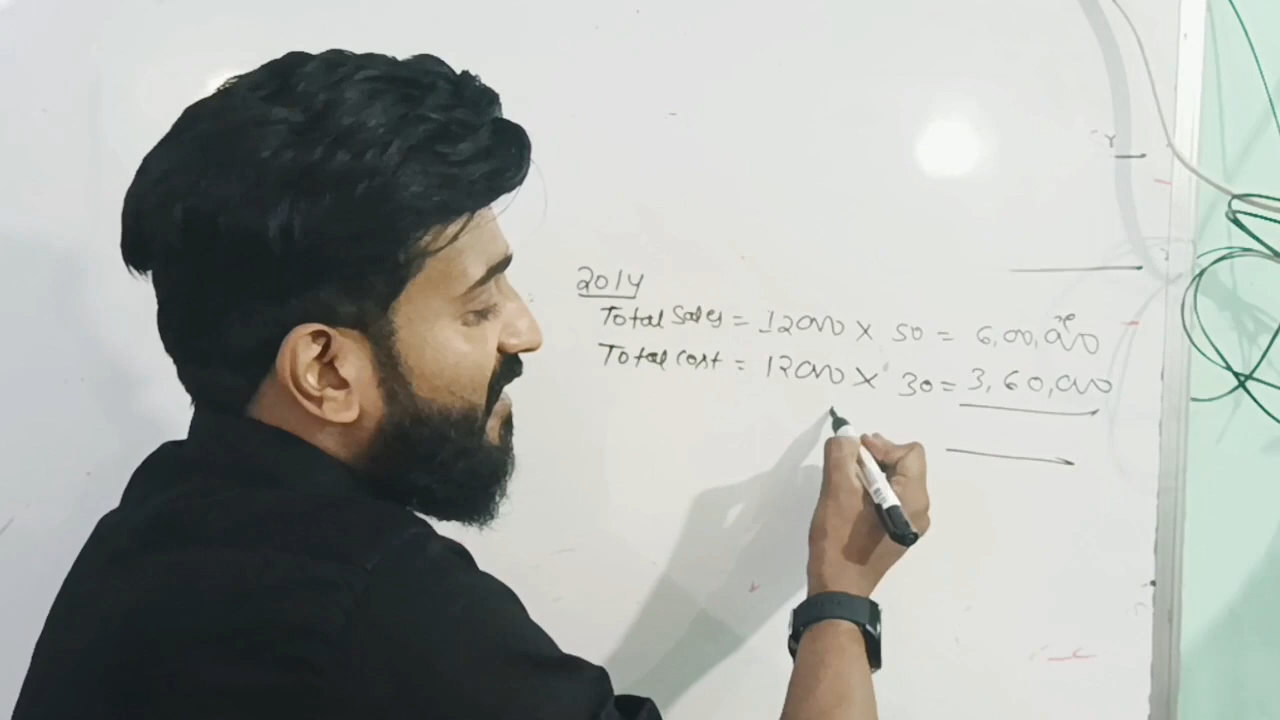 2014
Total Sales = 12000 X 50 = 6,00,000
Total Cost = 12000 X 30 = 3,60,000